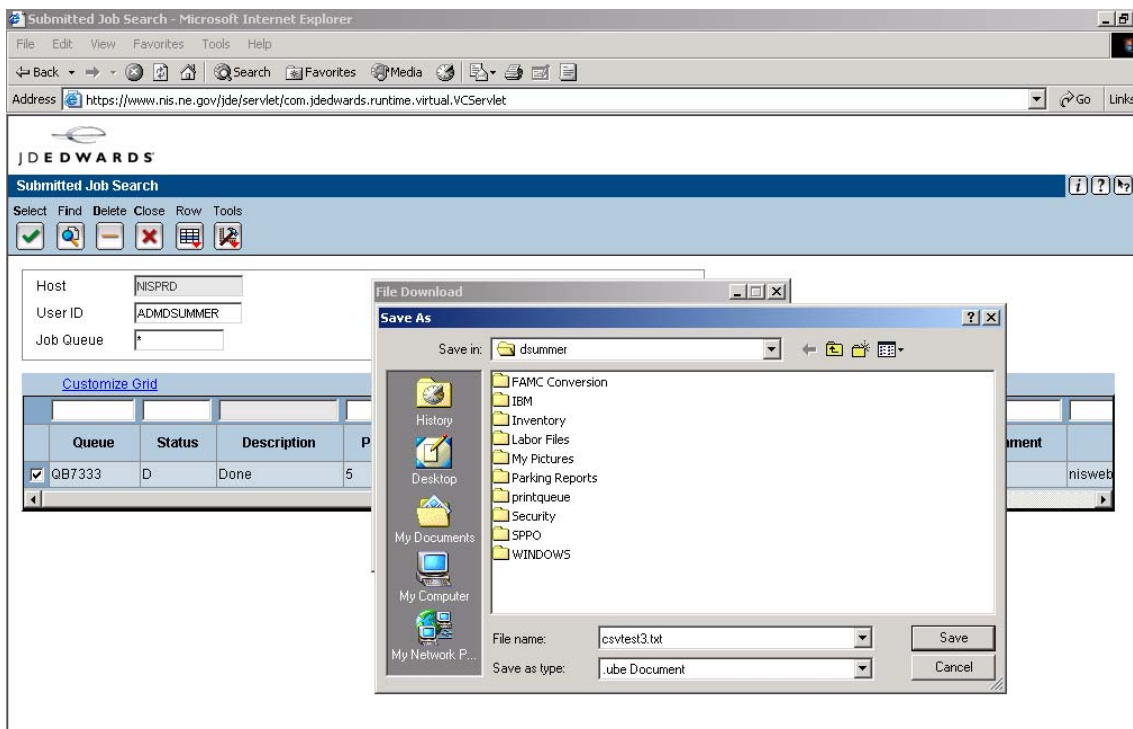 Submitted Job Search - Microsoft Internet Explorer
File Edit View Favorites Tools Help
Back Search Favorites Media
Address https://www.nis.ne.gov/jde/servlet/com.jdedwards.runtime.virtual.VCServlet Go Links
JDEDWARDS
Submitted Job Search
Select Find Delete Close Row Tools
Host NISPRD
User ID ADMDSUMMER
Job Queue *
File Download
Save As
Save in: dsummer
History
Desktop
My Documents
My Computer
My Network P...
FAMC Conversion
IBM
Inventory
Labor Files
My Pictures
Parking Reports
printqueue
Security
SPPO
WINDOWS
File name: csvtest3.txt Save
Save as type: .ube Document Cancel
Customize Grid
Queue Status Description P nment
QB7333 D Done 5 nisweb